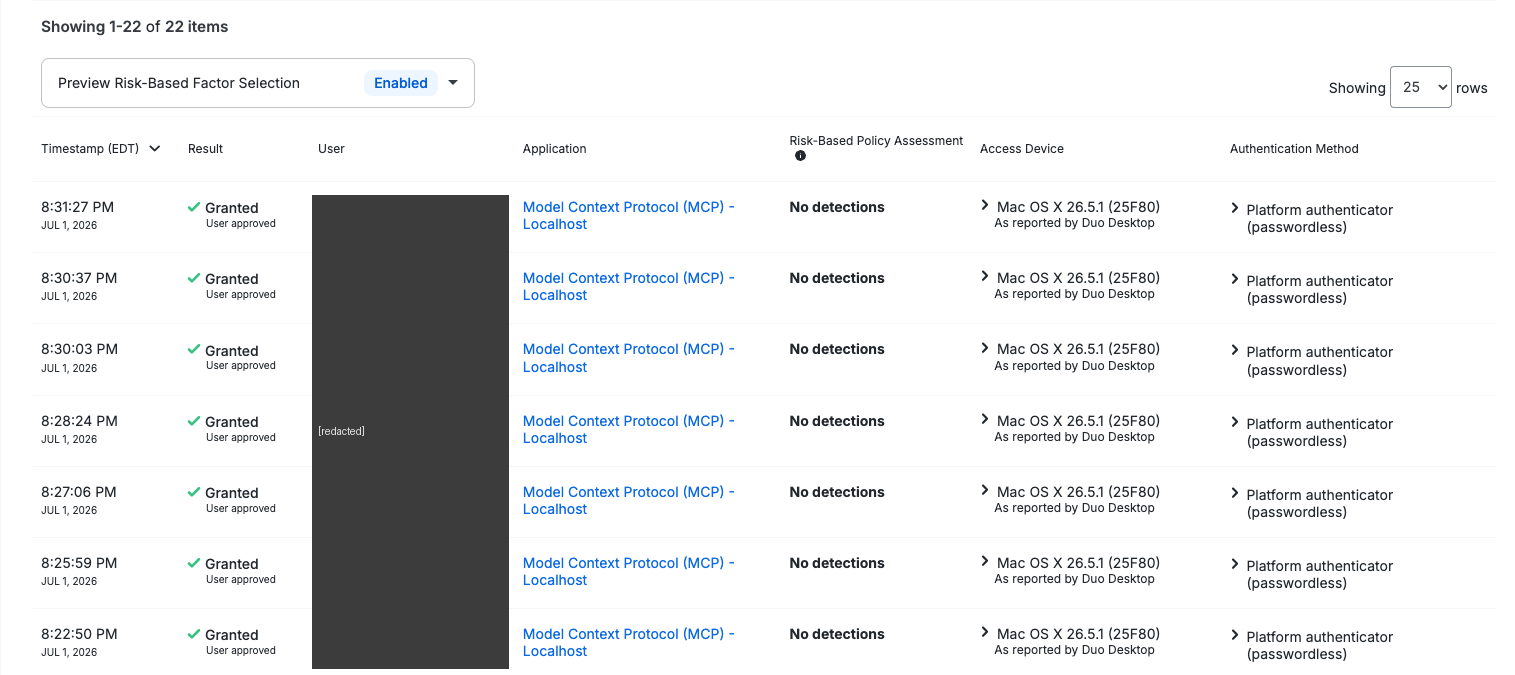 Showing 1-22 of 22 items
Preview Risk-Based Factor Selection Enabled
Showing 25 rows
Timestamp (EDT) Result User Application Risk-Based Policy Assessment Access Device Authentication Method
8:31:27 PM Granted Model Context Protocol (MCP) - No detections Mac OS X 26.5.1 (25F80) Platform authenticator
JUL 1, 2026 User approved Localhost As reported by Duo Desktop (passwordless)
8:30:37 PM Granted Model Context Protocol (MCP) - No detections Mac OS X 26.5.1 (25F80) Platform authenticator
JUL 1, 2026 User approved Localhost As reported by Duo Desktop (passwordless)
8:30:03 PM Granted Model Context Protocol (MCP) - No detections Mac OS X 26.5.1 (25F80) Platform authenticator
JUL 1, 2026 User approved Localhost As reported by Duo Desktop (passwordless)
8:28:24 PM Granted Model Context Protocol (MCP) - No detections Mac OS X 26.5.1 (25F80) Platform authenticator
[redacted]
JUL 1, 2026 User approved Localhost As reported by Duo Desktop (passwordless)
8:27:06 PM Granted Model Context Protocol (MCP) - No detections Mac OS X 26.5.1 (25F80) Platform authenticator
JUL 1, 2026 User approved Localhost As reported by Duo Desktop (passwordless)
8:25:59 PM Granted Model Context Protocol (MCP) - No detections Mac OS X 26.5.1 (25F80) Platform authenticator
JUL 1, 2026 User approved Localhost As reported by Duo Desktop (passwordless)
8:22:50 PM Granted Model Context Protocol (MCP) - No detections Mac OS X 26.5.1 (25F80) Platform authenticator
JUL 1, 2026 User approved Localhost As reported by Duo Desktop (passwordless)